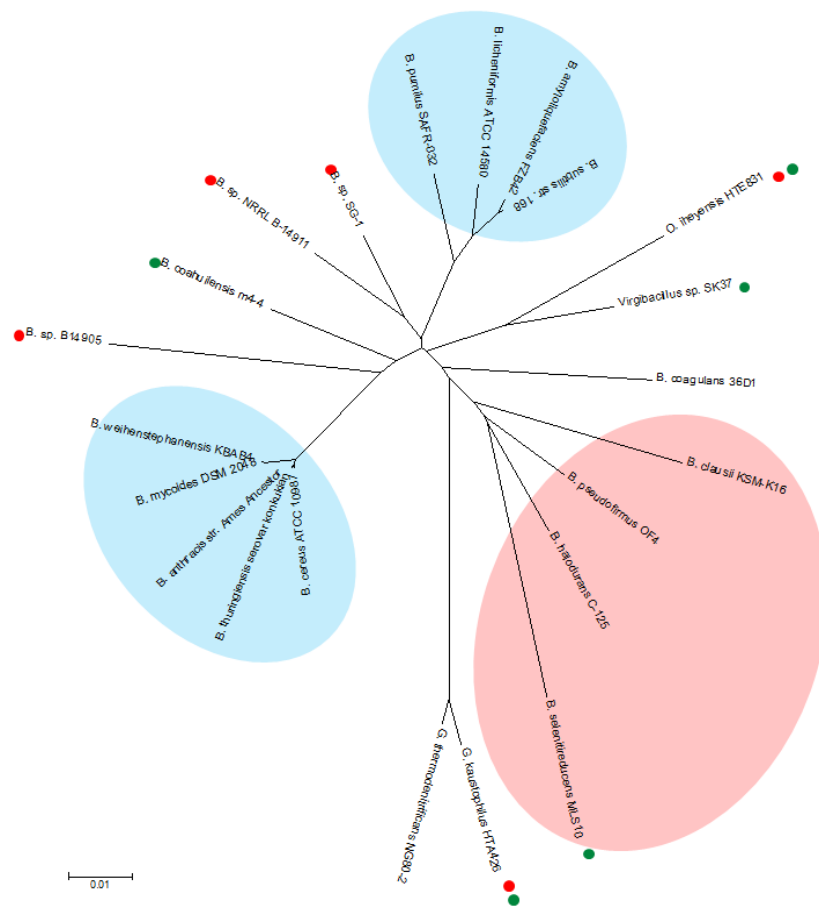 B. licheniformis ATCC 14580
B. pumilus SAFR-032
B. amyloliquefaciens FZB42
B. subtilis str. 168
B. sp. SG-1
B. sp. NRRL B-14911
O. iheyensis HTE831
B. coahuilensis m4-4
Virgibacillus sp. SK37
B. sp. B14905
B. coagulans 36D1
B. weihenstephanensis KBAB4
B. clausii KSM-K16
B. mycoides DSM 2048
B. pseudofirmus OF4
B. anthracis str. Ames Ancestor
B. thuringiensis serovar konkukian
B. cereus ATCC 10987
B. halodurans C-125
B. selenitireducens MLS10
G. thermodenitrificans NG80-2
G. kaustophilus HTA426
0.01